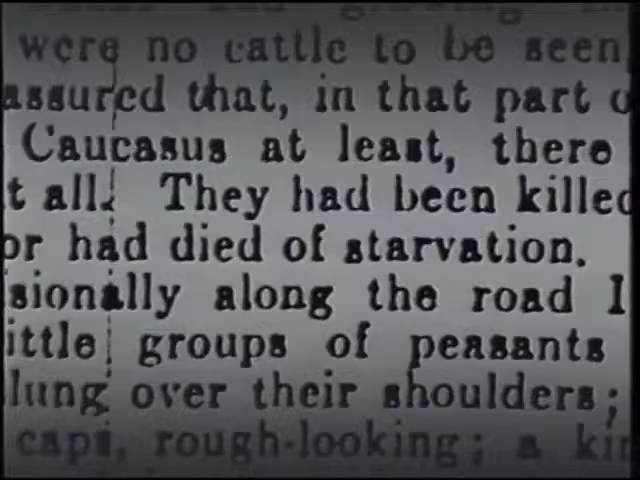 were no cattle to be seen,
assured that, in that part o
Caucasus at least, there
t all. They had been killed
or had died of starvation.
sionally along the road I
ittle groups of peasants
lung over their shoulders;
caps, rough-looking; a kin